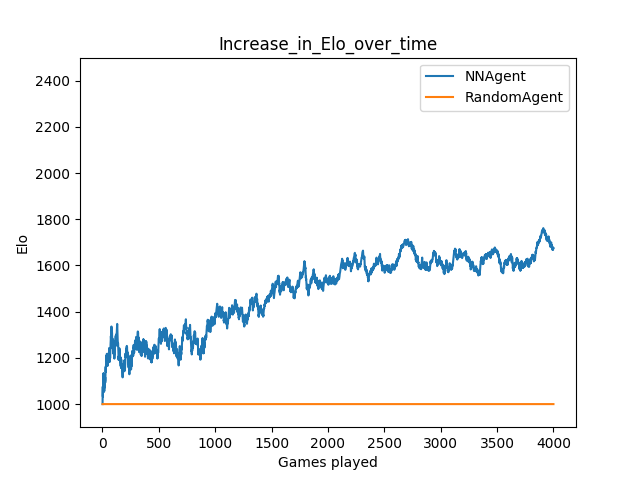 Increase_in_Elo_over_time
NNAgent
RandomAgent
2400
2200
2000
1800
1600
1400
1200
1000
Elo
0 500 1000 1500 2000 2500 3000 3500 4000
Games played